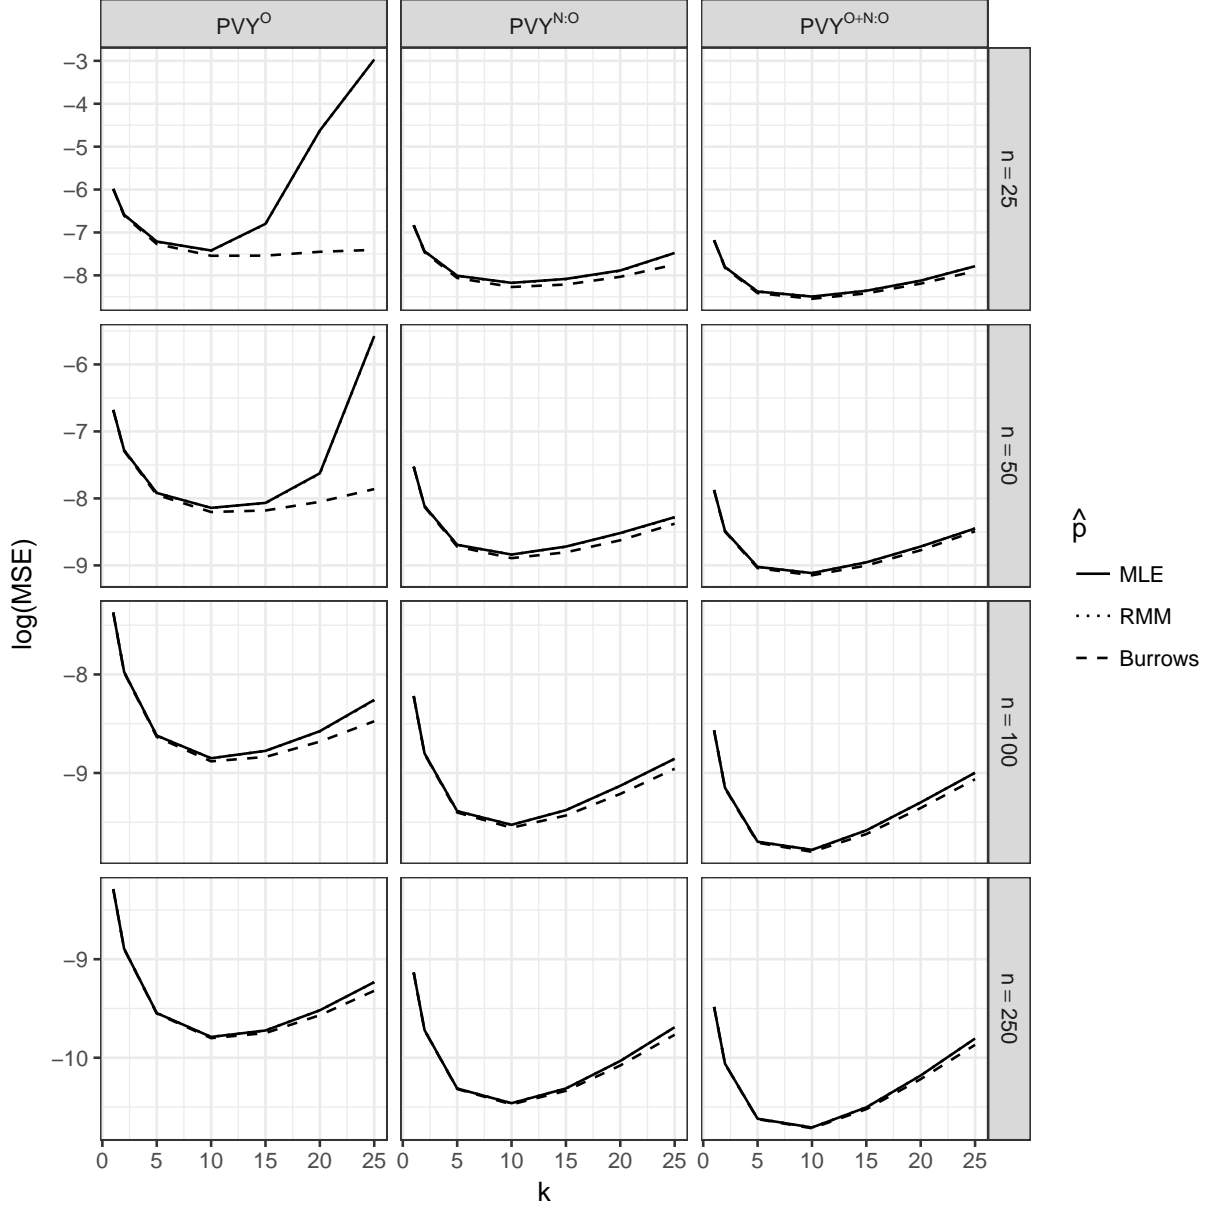 PVY^O PVY^N:O PVY^O+N:O
−3
−4
−5
−6
−7
−8
n = 25
−6
−7
−8
−9
n = 50
−8
−9
n = 100
−9
−10
n = 250
0 5 10 15 20 25 0 5 10 15 20 25 0 5 10 15 20 25
k
log(MSE)
p̂
MLE
RMM
Burrows